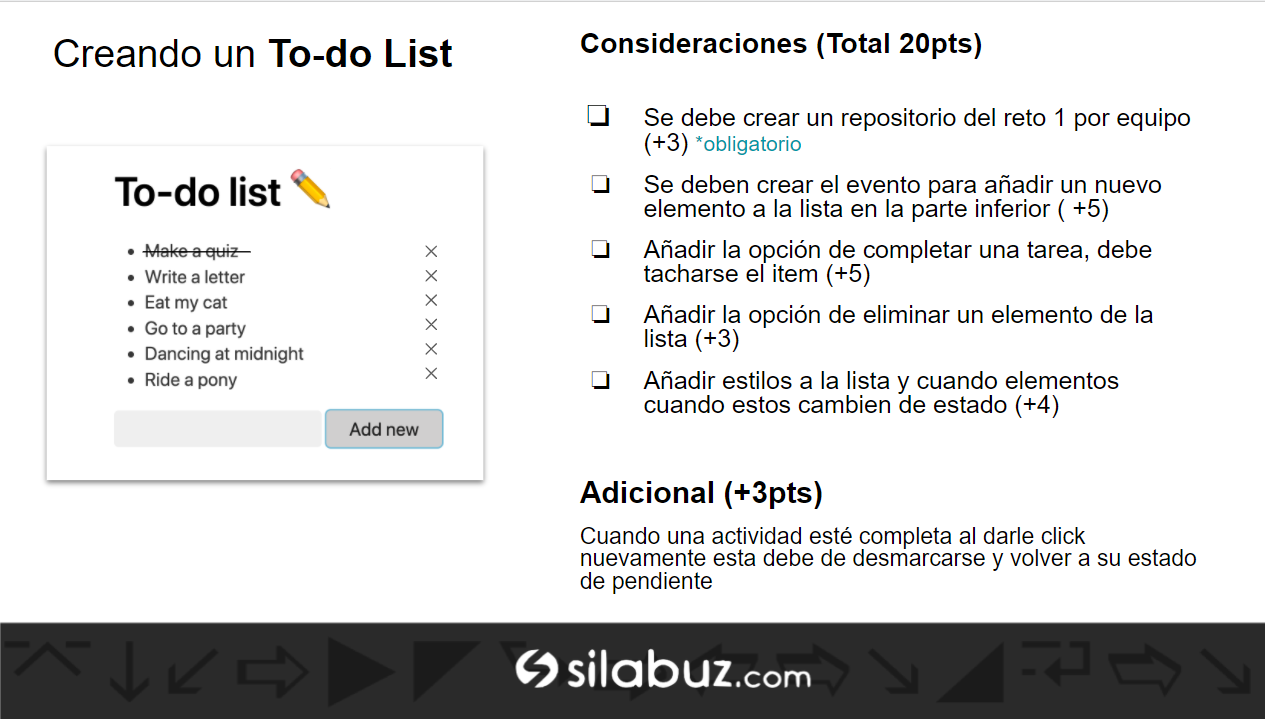 Creando un To-do List
To-do list
Make a quiz
Write a letter
Eat my cat
Go to a party
Dancing at midnight
Ride a pony
Add new
Consideraciones (Total 20pts)
Se debe crear un repositorio del reto 1 por equipo
(+3) *obligatorio
Se deben crear el evento para añadir un nuevo
elemento a la lista en la parte inferior ( +5)
Añadir la opción de completar una tarea, debe
tacharse el item (+5)
Añadir la opción de eliminar un elemento de la
lista (+3)
Añadir estilos a la lista y cuando elementos
cuando estos cambien de estado (+4)
Adicional (+3pts)
Cuando una actividad esté completa al darle click
nuevamente esta debe de desmarcarse y volver a su estado
de pendiente
silabuz.com